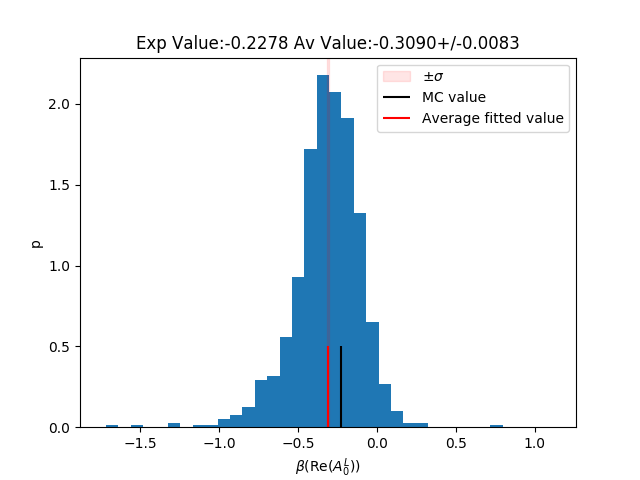 Exp Value:-0.2278 Av Value:-0.3090+/-0.0083
±σ
MC value
Average fitted value
p
2.0
1.5
1.0
0.5
0.0
−1.5 −1.0 −0.5 0.0 0.5 1.0
β(Re(A₀ᴸ))